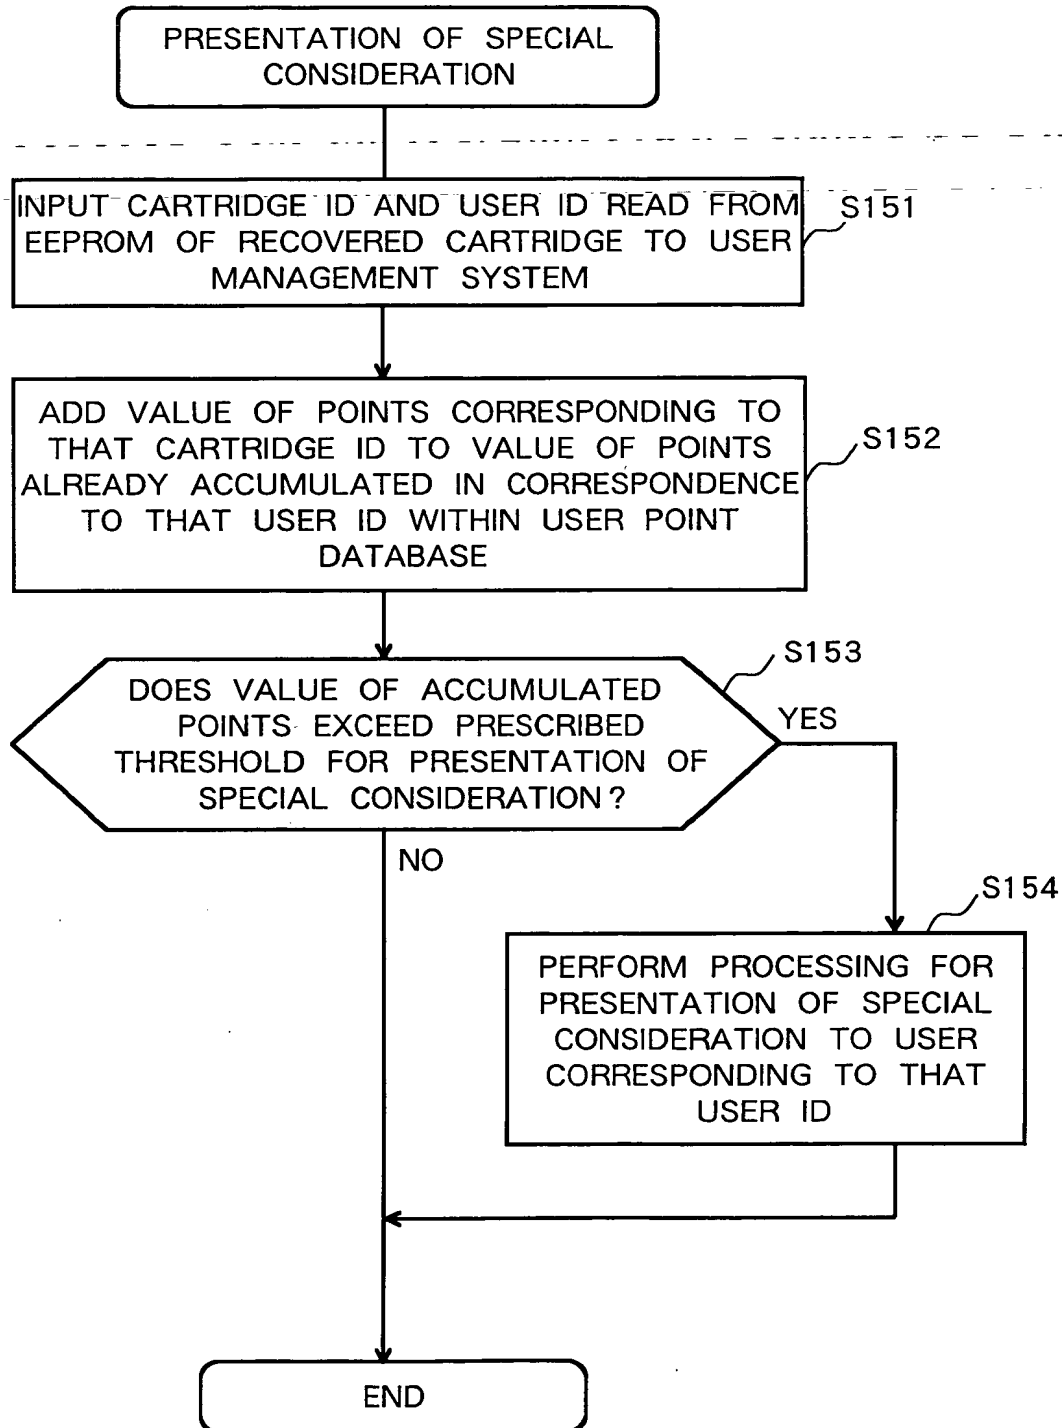 PRESENTATION OF SPECIAL
CONSIDERATION
INPUT CARTRIDGE ID AND USER ID READ FROM
EEPROM OF RECOVERED CARTRIDGE TO USER
MANAGEMENT SYSTEM
S151
ADD VALUE OF POINTS CORRESPONDING TO
THAT CARTRIDGE ID TO VALUE OF POINTS
ALREADY ACCUMULATED IN CORRESPONDENCE
TO THAT USER ID WITHIN USER POINT
DATABASE
S152
DOES VALUE OF ACCUMULATED
POINTS EXCEED PRESCRIBED
THRESHOLD FOR PRESENTATION OF
SPECIAL CONSIDERATION?
S153
YES
NO
S154
PERFORM PROCESSING FOR
PRESENTATION OF SPECIAL
CONSIDERATION TO USER
CORRESPONDING TO THAT
USER ID
END